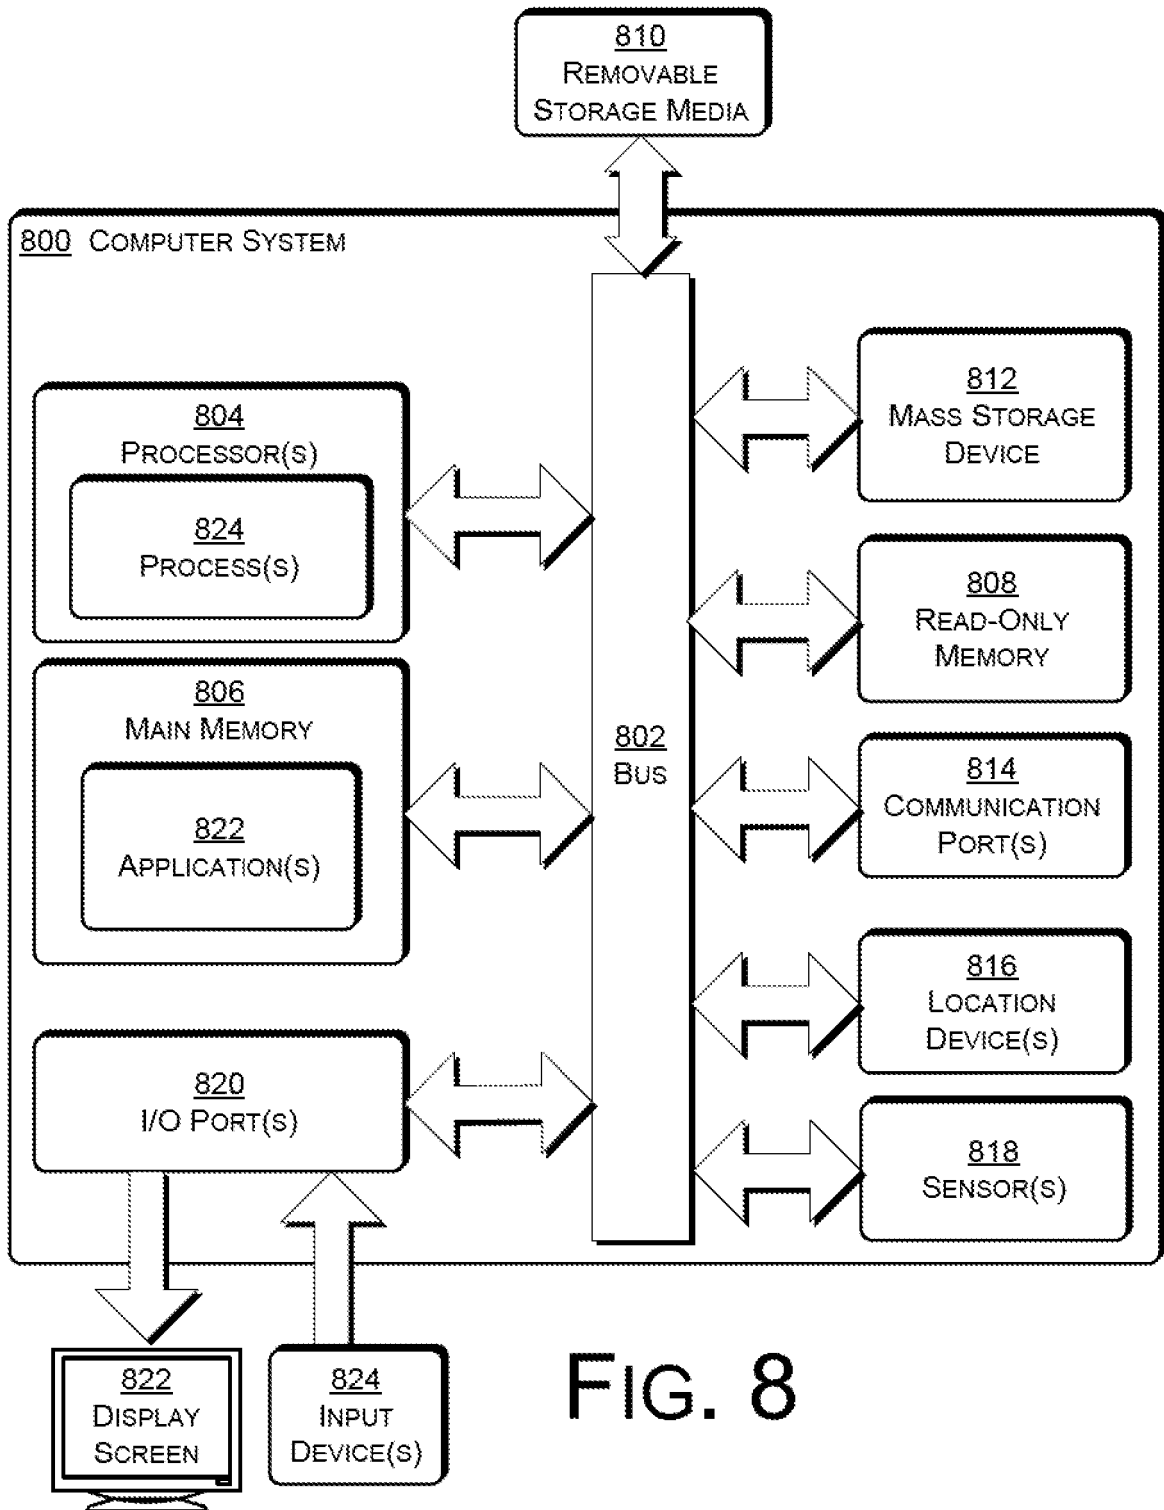 810
REMOVABLE
STORAGE MEDIA
800 COMPUTER SYSTEM
804
PROCESSOR(S)
824
PROCESS(S)
806
MAIN MEMORY
822
APPLICATION(S)
820
I/O PORT(S)
802
BUS
812
MASS STORAGE
DEVICE
808
READ-ONLY
MEMORY
814
COMMUNICATION
PORT(S)
816
LOCATION
DEVICE(S)
818
SENSOR(S)
822
DISPLAY
SCREEN
824
INPUT
DEVICE(S)
FIG. 8